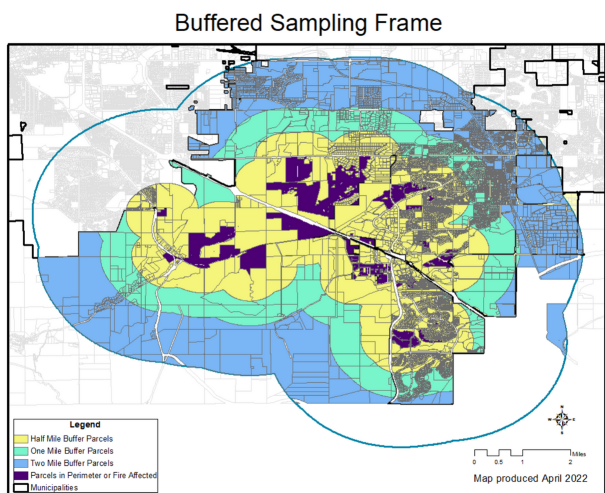 Buffered Sampling Frame
Legend
Half Mile Buffer Parcels
One Mile Buffer Parcels
Two Mile Buffer Parcels
Parcels in Perimeter or Fire Affected
Municipalities
Miles
0 0.5 1 2
Map produced April 2022